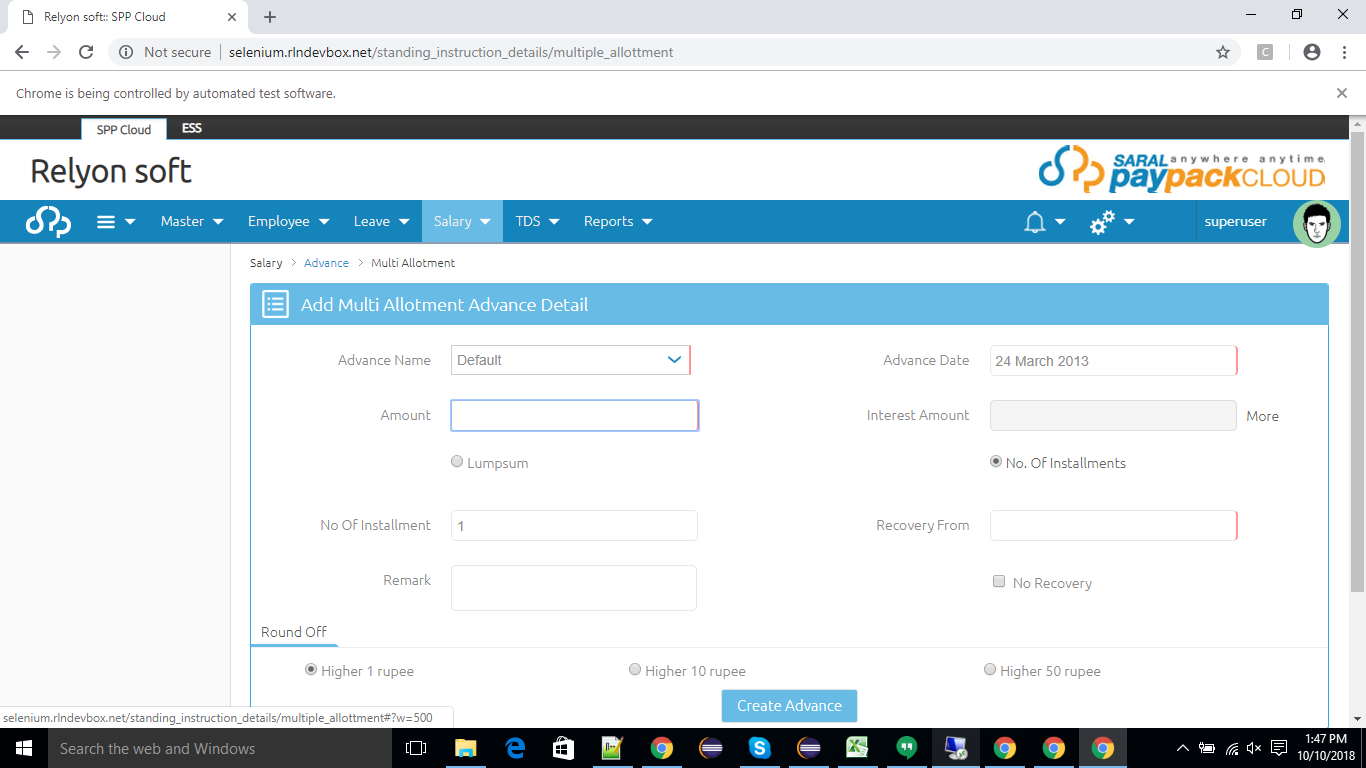 Relyon soft:: SPP Cloud
Not secure selenium.rlndevbox.net/standing_instruction_details/multiple_allottment
C
Chrome is being controlled by automated test software.
SPP Cloud ESS
Relyon soft
SARAL anywhere anytime
paypackCLOUD
Master Employee Leave Salary TDS Reports superuser
Salary > Advance > Multi Allotment
Add Multi Allotment Advance Detail
Advance Name Default Advance Date 24 March 2013
Amount Interest Amount More
Lumpsum No. Of Installments
No Of Installment 1 Recovery From
Remark No Recovery
Round Off
Higher 1 rupee Higher 10 rupee Higher 50 rupee
Create Advance
selenium.rlndevbox.net/standing_instruction_details/multiple_allottment#?w=500
Search the web and Windows
1:47 PM
10/10/2018